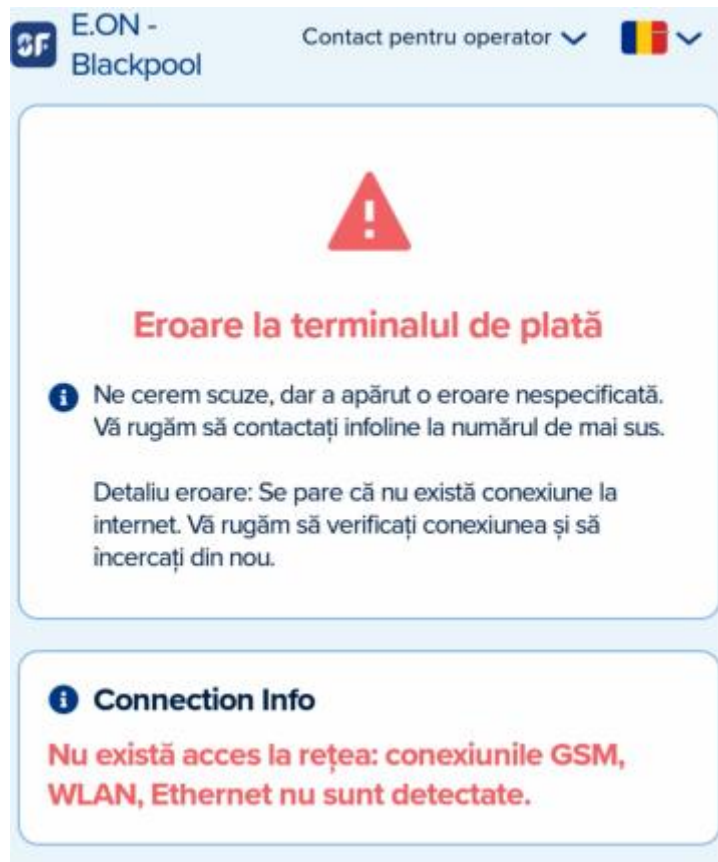 SF
E.ON -
Blackpool
Contact pentru operator
Eroare la terminalul de plată
Ne cerem scuze, dar a apărut o eroare nespecificată.
Vă rugăm să contactați infoline la numărul de mai sus.
Detaliu eroare: Se pare că nu există conexiune la
internet. Vă rugăm să verificați conexiunea și să
încercați din nou.
Connection Info
Nu există acces la rețea: conexiunile GSM,
WLAN, Ethernet nu sunt detectate.